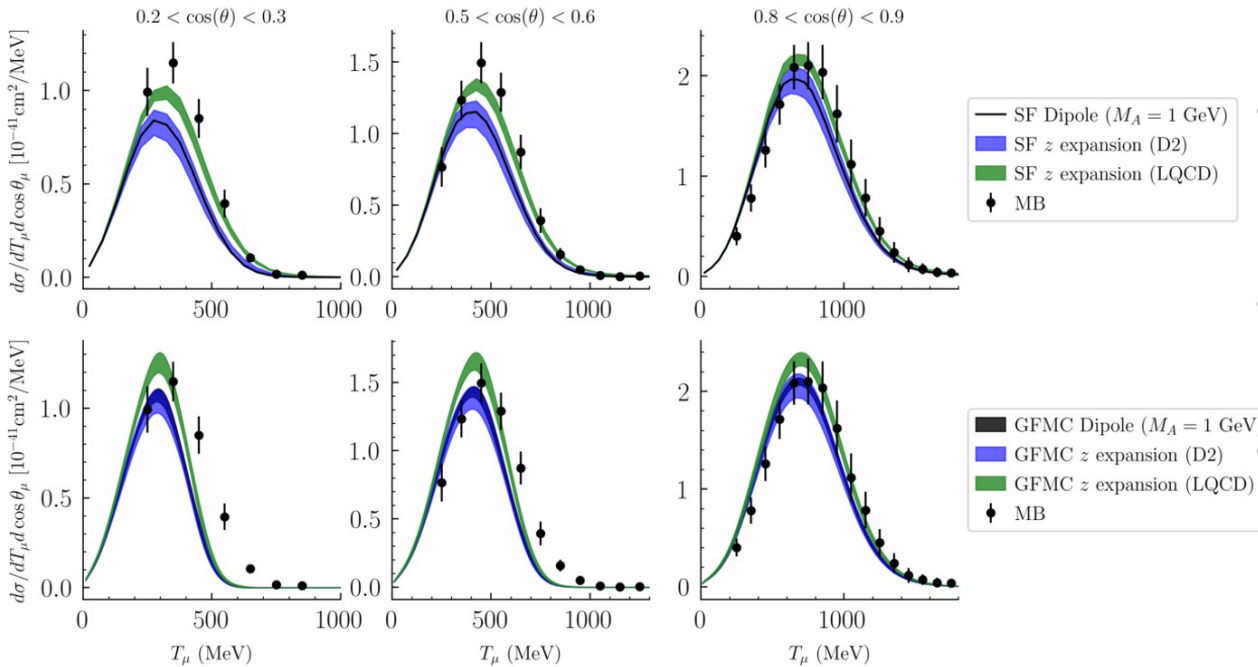 0.2 < cos(θ) < 0.3
0.5 < cos(θ) < 0.6
0.8 < cos(θ) < 0.9
dσ/dT_μ d cos θ_μ [10^{-41} cm²/MeV]
1.0
0.5
0.0
0
500
1000
1.5
1.0
0.5
0.0
0
500
1000
2
1
0
0
1000
SF Dipole (M_A = 1 GeV)
SF z expansion (D2)
SF z expansion (LQCD)
MB
dσ/dT_μ d cos θ_μ [10^{-41} cm²/MeV]
1.0
0.5
0.0
0
500
1000
T_μ (MeV)
1.5
1.0
0.5
0.0
0
500
1000
T_μ (MeV)
2
1
0
0
1000
T_μ (MeV)
GFMC Dipole (M_A = 1 GeV
GFMC z expansion (D2)
GFMC z expansion (LQCD)
MB